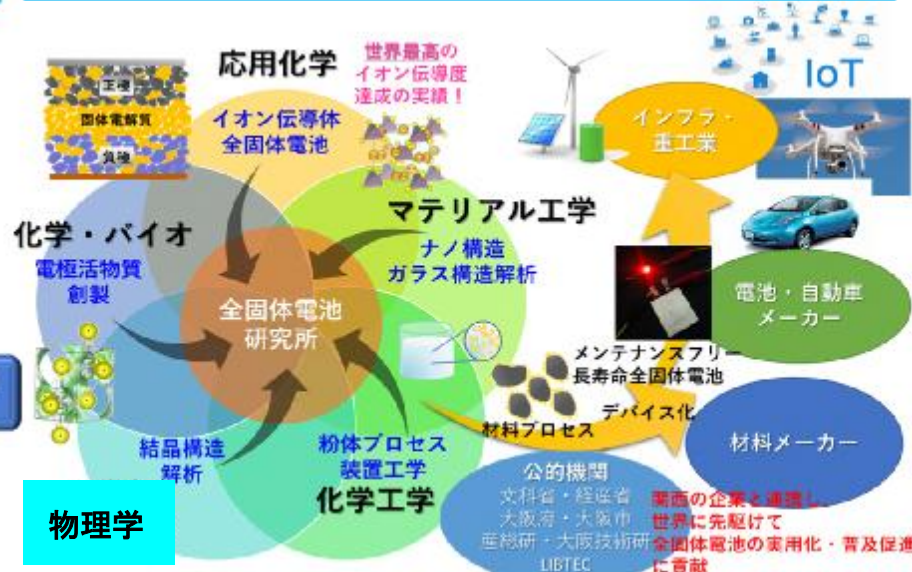 応用化学
イオン伝導体
全固体電池
世界最高の
イオン伝導度
達成の実績！
正極
固体電解質
負極
IoT
インフラ・
重工業
化学・バイオ
電極活物質
創製
マテリアル工学
ナノ構造
ガラス構造解析
全固体電池
研究所
電池・自動車
メーカー
メンテナンスフリー
長寿命全固体電池
デバイス化
材料プロセス
材料メーカー
結晶構造
解析
粉体プロセス
装置工学
化学工学
物理学
公的機関
文科省・経産省
大阪府・大阪市
産総研・大阪技術研
LIBTEC
関西の企業と連携し、
世界に先駆けて
全固体電池の実用化・普及促進
に貢献